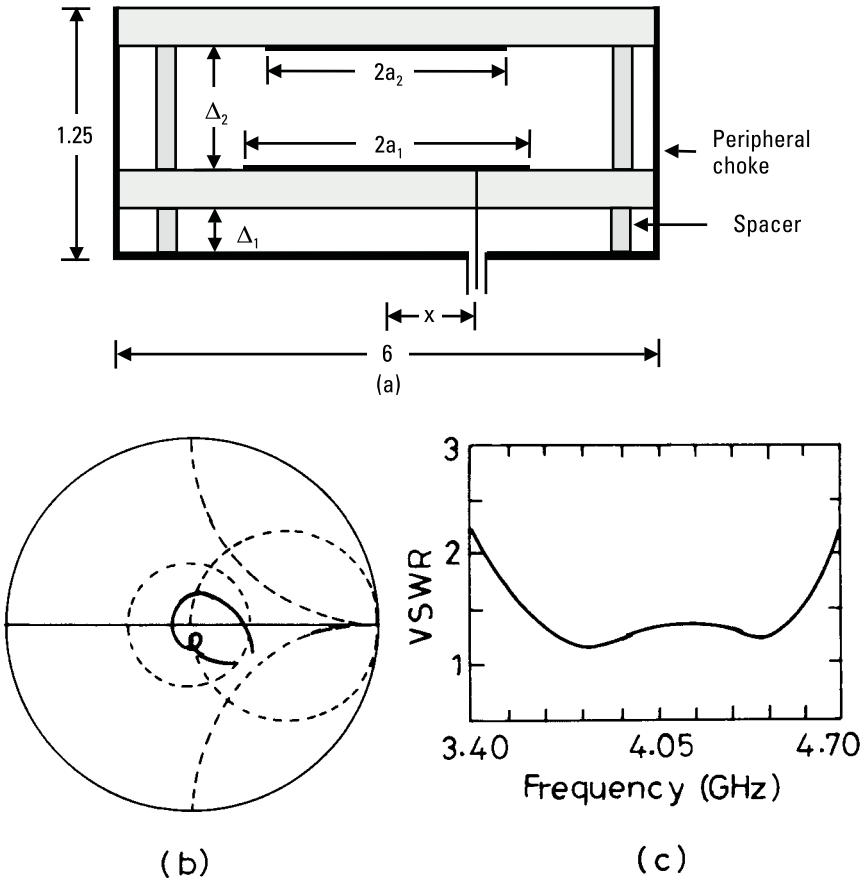 2a₂
Δ₂
1.25
2a₁
Peripheral
choke
Δ₁
Spacer
x
6
(a)
3
2
1
VSWR
3.40 4.05 4.70
Frequency (GHz)
(b)
(c)